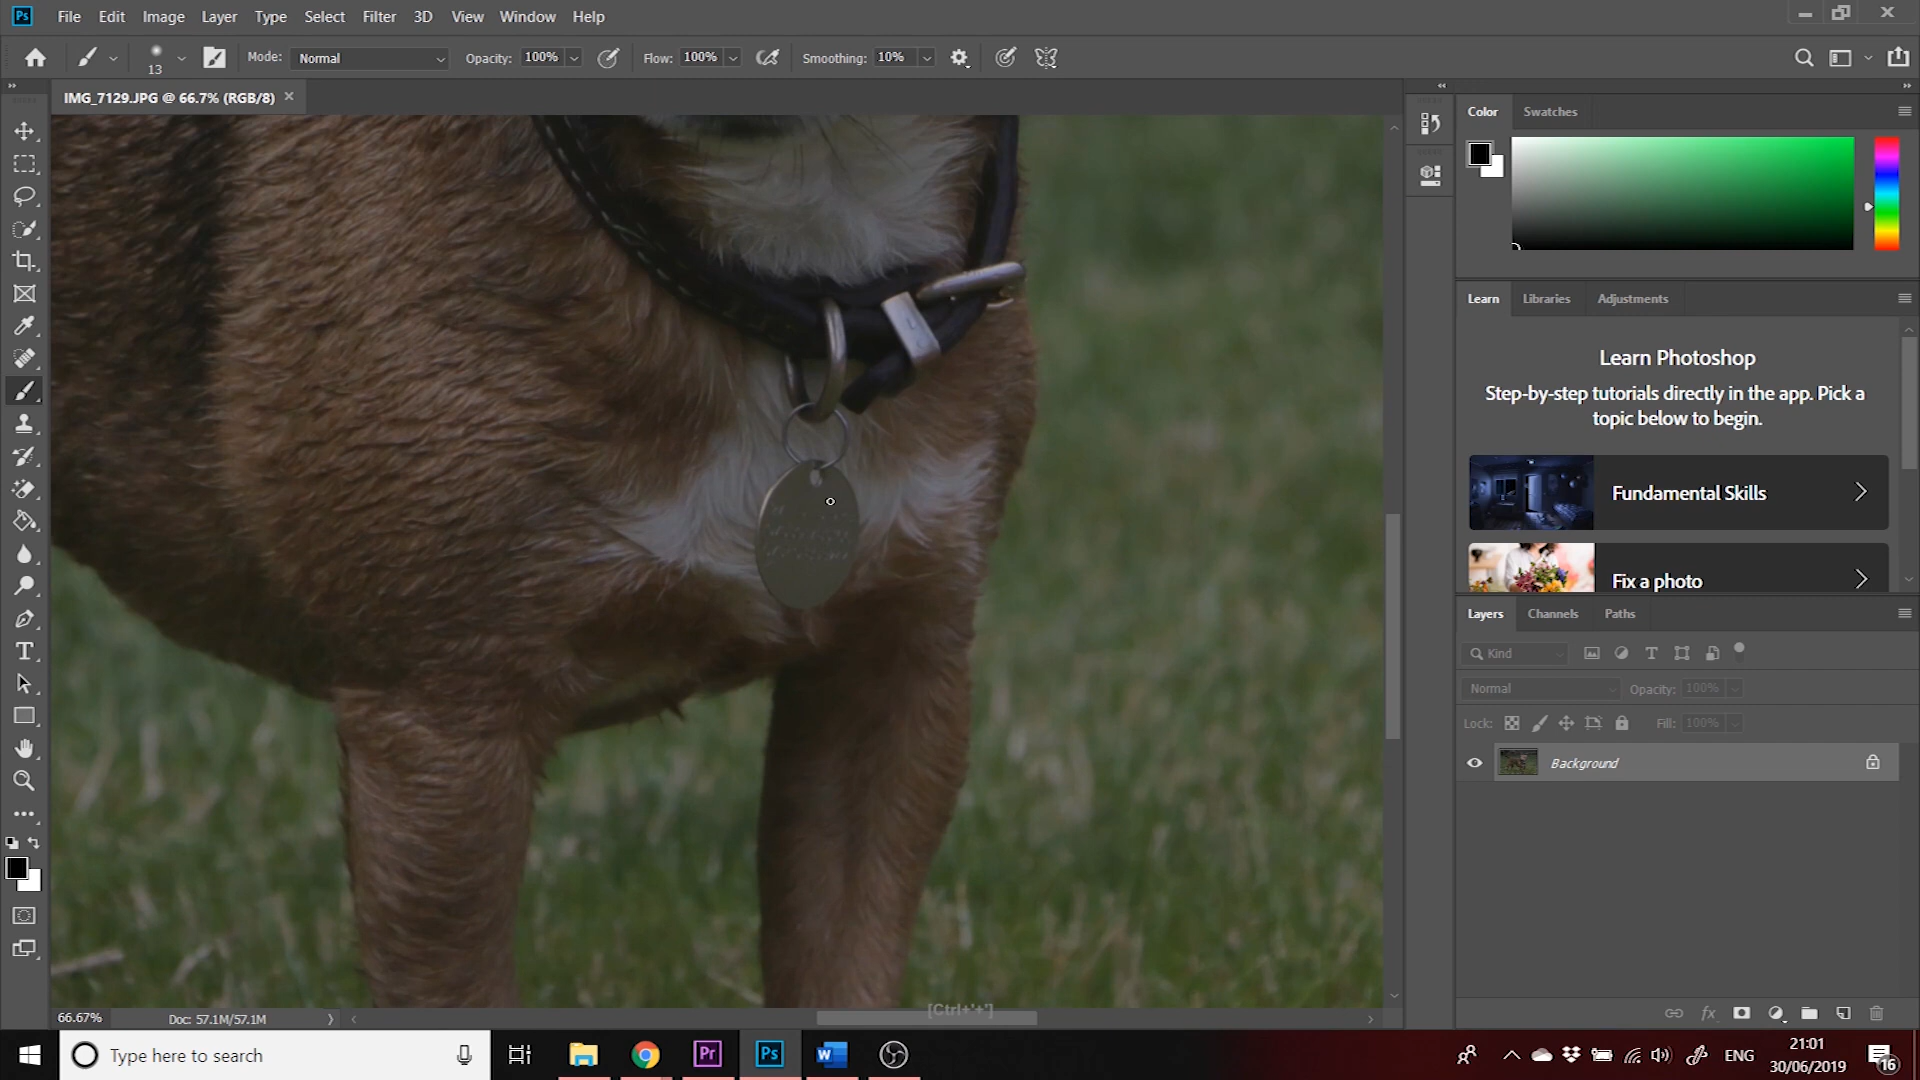 Ps File Edit Image Layer Type Select Filter 3D View Window Help
13 Mode: Normal Opacity: 100% Flow: 100% Smoothing: 10%
IMG_7129.JPG @ 66.7% (RGB/8)
Color Swatches
Learn Libraries Adjustments
Learn Photoshop
Step-by-step tutorials directly in the app. Pick a
topic below to begin.
Fundamental Skills
Fix a photo
Layers Channels Paths
Kind
Normal Opacity: 100%
Lock: Fill: 100%
Background
[Ctrl+'+']
66.67% Doc: 57.1M/57.1M
Type here to search
Pr Ps W
ENG 21:01
30/06/2019
16